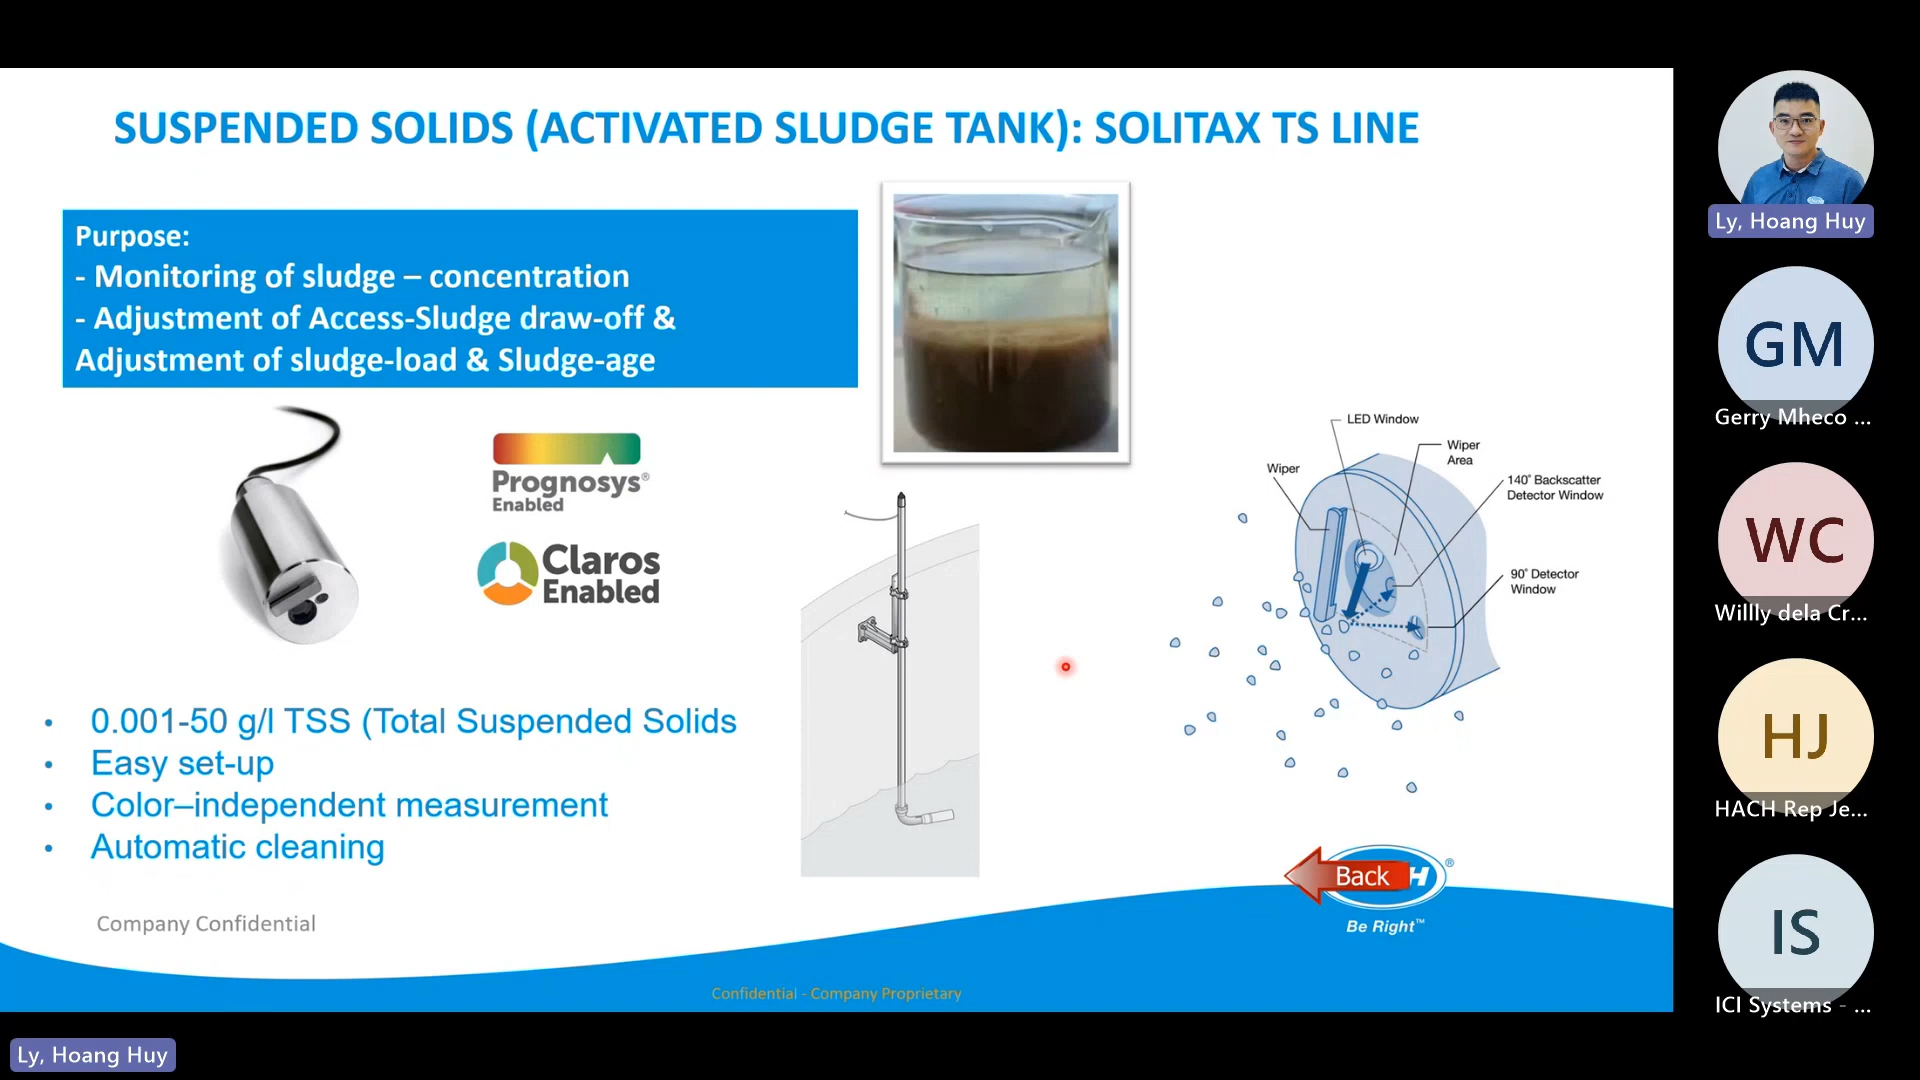 SUSPENDED SOLIDS (ACTIVATED SLUDGE TANK): SOLITAX TS LINE
Purpose:
- Monitoring of sludge – concentration
- Adjustment of Access-Sludge draw-off &
Adjustment of sludge-load & Sludge-age
Prognosys®
Enabled
Claros
Enabled
LED Window
Wiper
Area
Wiper
140° Backscatter
Detector Window
90° Detector
Window
• 0.001-50 g/l TSS (Total Suspended Solids
• Easy set-up
• Color–independent measurement
• Automatic cleaning
Back
H
®
Be Right™
Company Confidential
Confidential - Company Proprietary
Ly, Hoang Huy
GM
Gerry Mheco ...
WC
Willly dela Cr...
HJ
HACH Rep Je...
IS
ICI Systems - ...
Ly, Hoang Huy